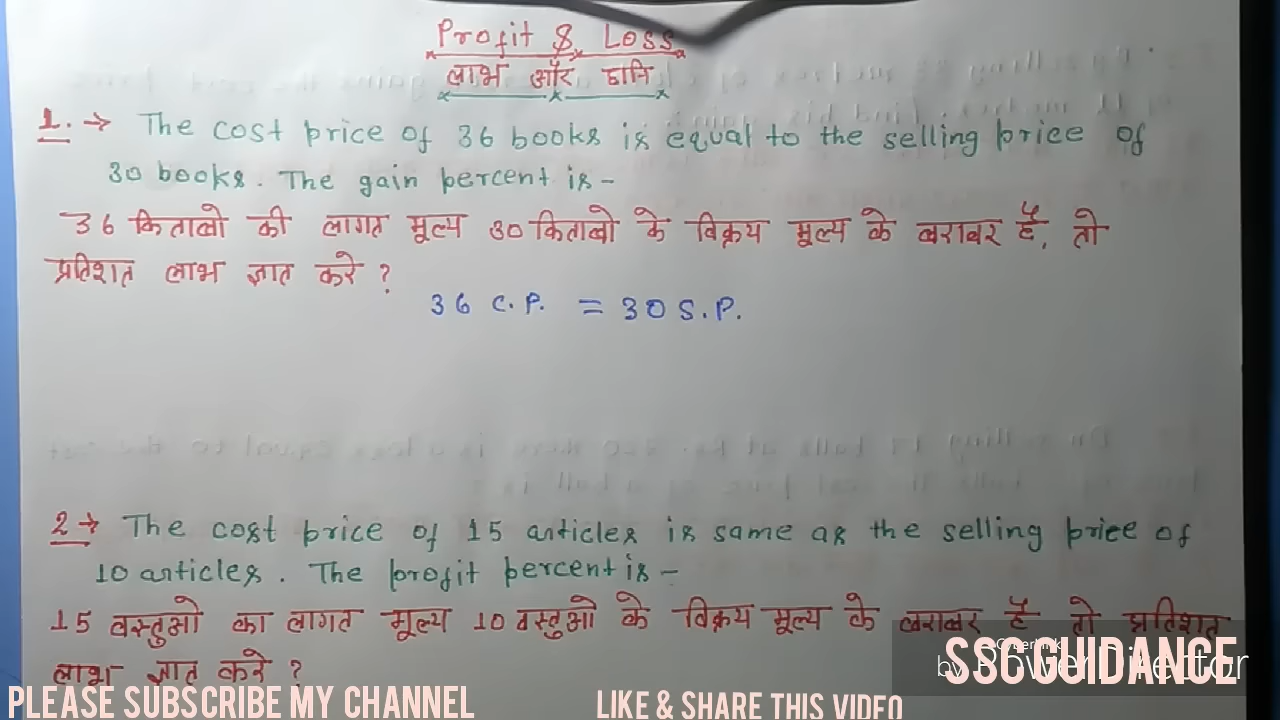 Profit & Loss
लाभ और हानि
1. → The cost price of 36 books is equal to the selling price of
30 books. The gain percent is -
36 किताबो की लागत मूल्य 30 किताबो के विक्रय मूल्य के बराबर है, तो
प्रतिशत लाभ ज्ञात करे ?
36 C.P. = 30 S.P.
2 → The cost price of 15 articles is same as the selling price of
10 articles. The profit percent is -
15 वस्तुओ का लागत मूल्य 10 वस्तुओ के विक्रय मूल्य के बराबर है तो प्रतिशत
लाभ ज्ञात करे ?
by PowerDirector
SSC GUIDANCE
PLEASE SUBSCRIBE MY CHANNEL
LIKE & SHARE THIS VIDEO